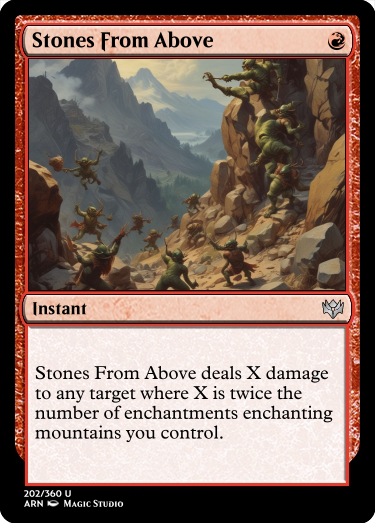 Stones From Above
Instant
Stones From Above deals X damage
to any target where X is twice the
number of enchantments enchanting
mountains you control.
202/360 U
ARN Magic Studio